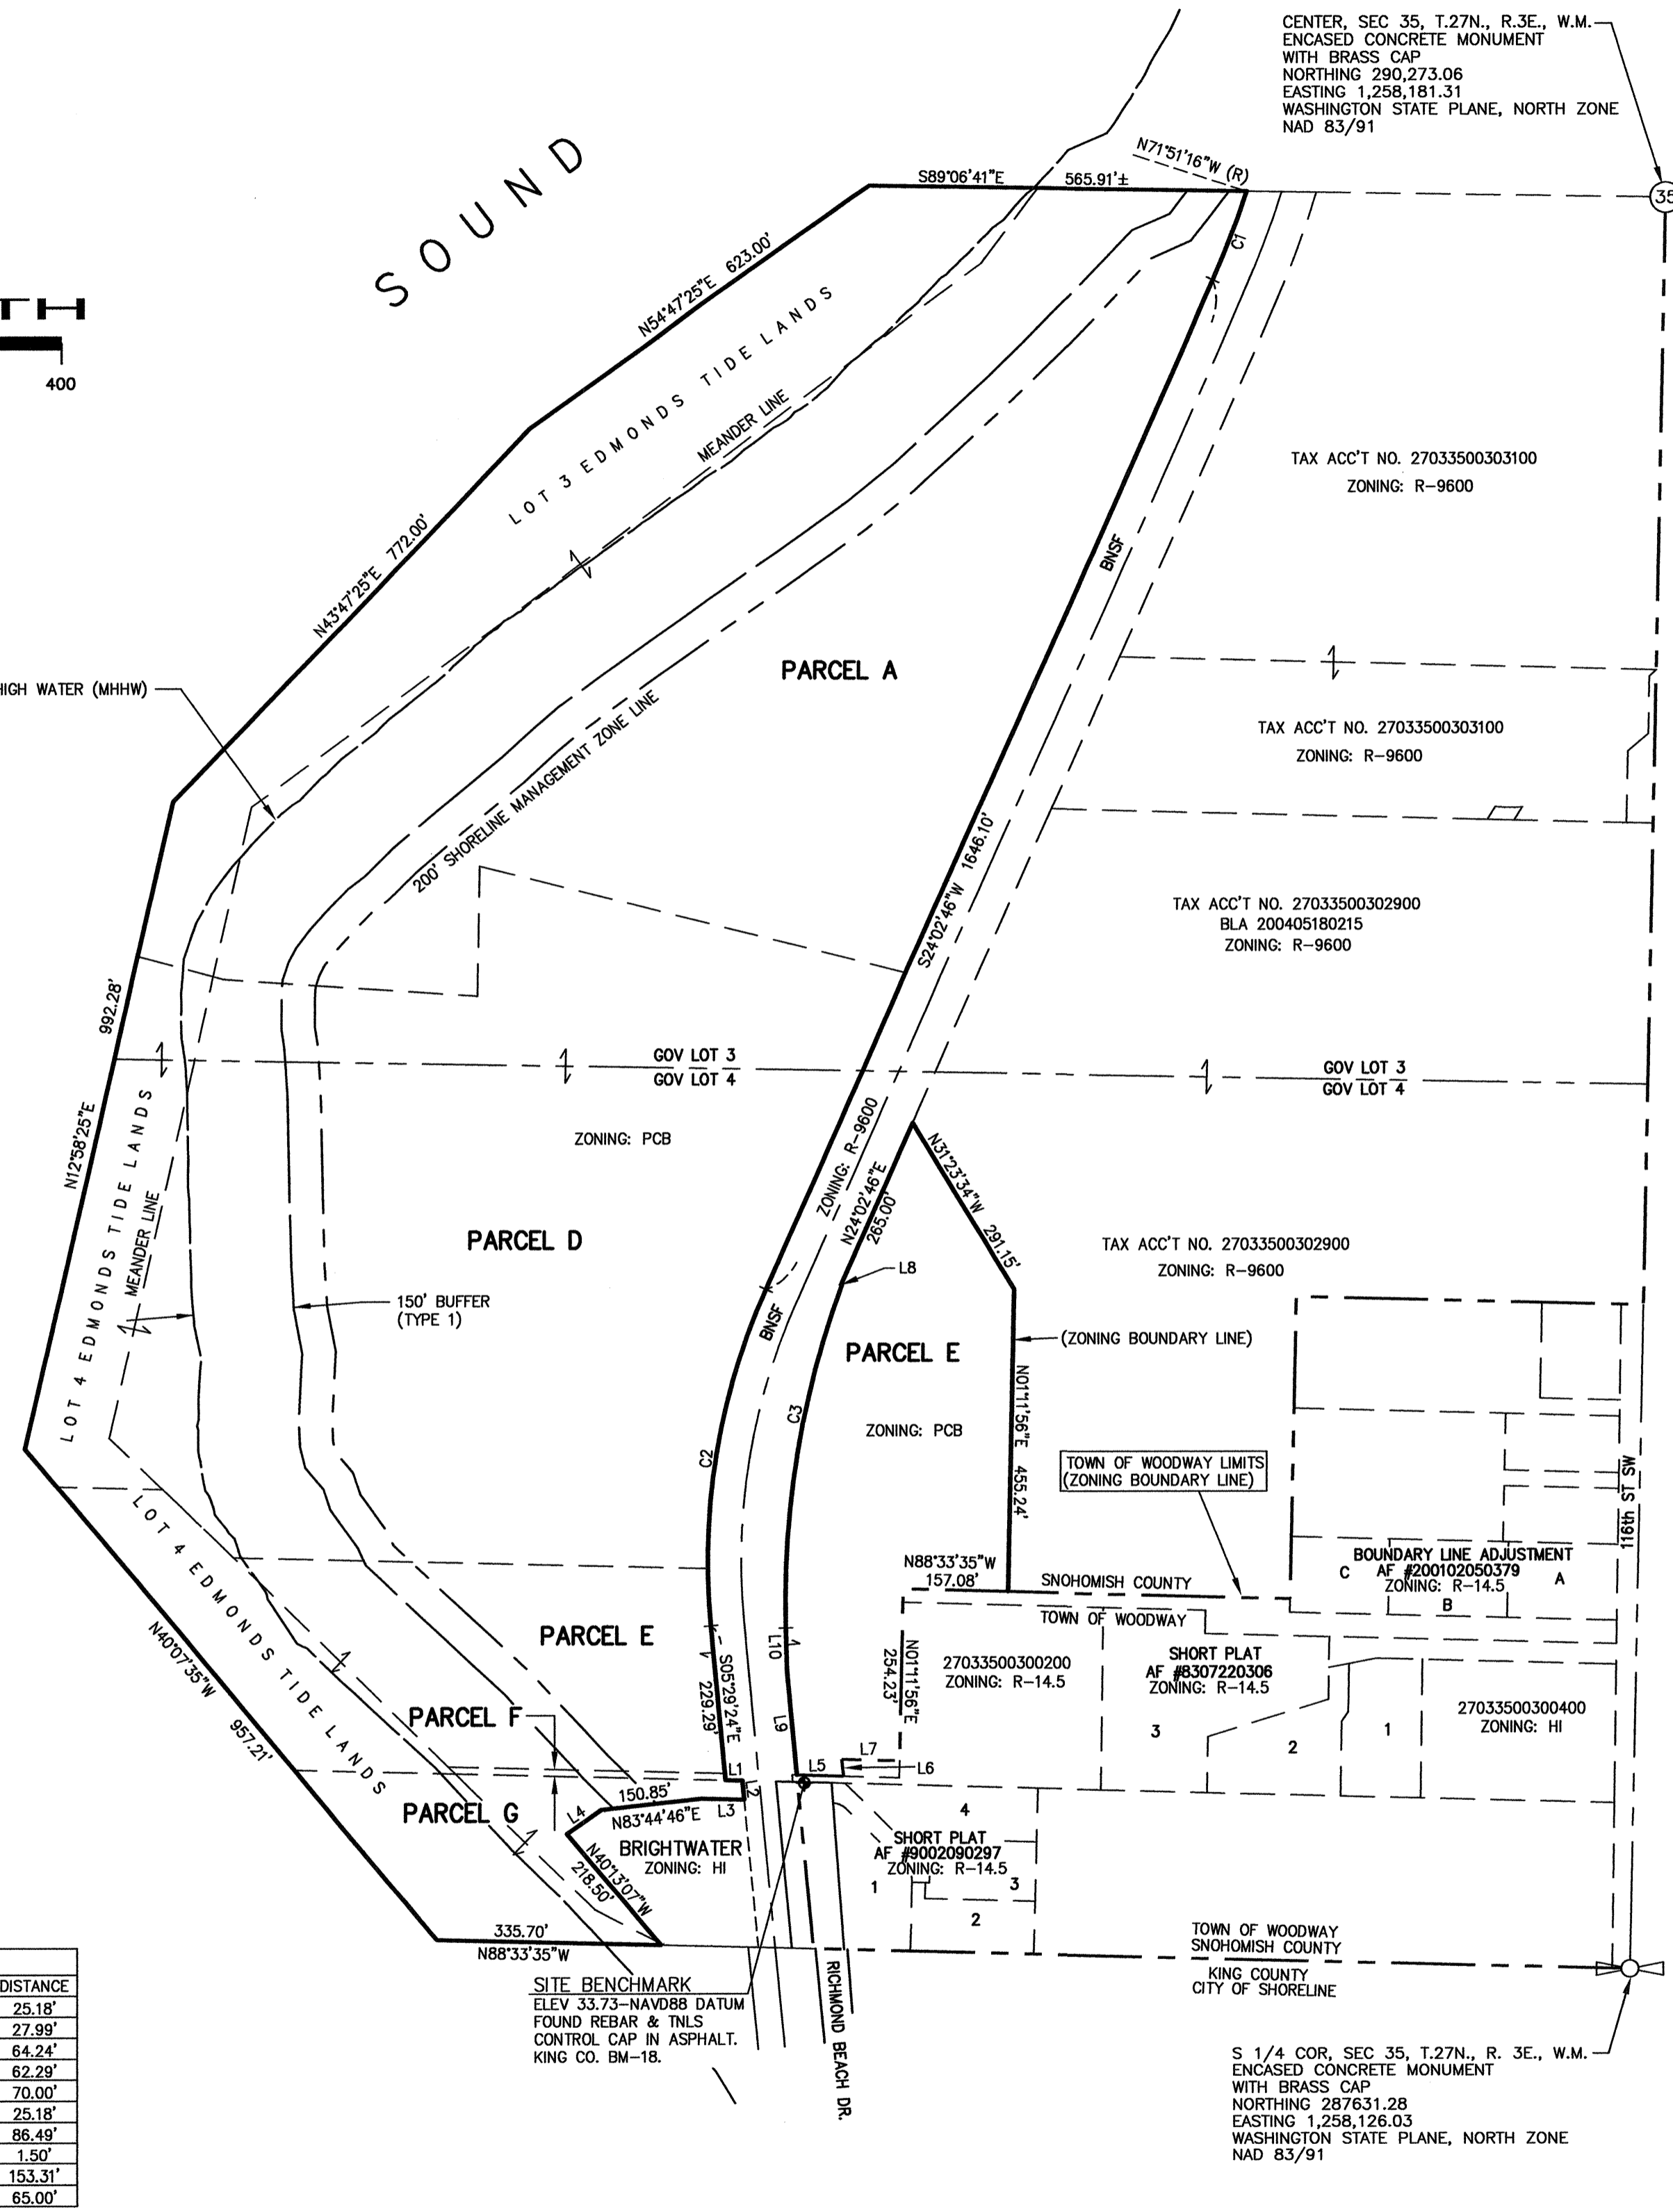 CENTER, SEC 35, T.27N., R.3E., W.M.
ENCASED CONCRETE MONUMENT
WITH BRASS CAP
NORTHING 290,273.06
EASTING 1,258,181.31
WASHINGTON STATE PLANE, NORTH ZONE
NAD 83/91
SOUND
N71°51'16"W (R)
S89°06'41"E 565.91'±
35
C1
N54°47'25"E 623.00'
400
LOT 3 EDMONDS TIDE LANDS
MEANDER LINE
TAX ACC'T NO. 27033500303100
ZONING: R-9600
BNSF
N43°47'25"E 772.00'
PARCEL A
HIGH WATER (MHHW)
200' SHORELINE MANAGEMENT ZONE LINE
TAX ACC'T NO. 27033500303100
ZONING: R-9600
S24°02'46"W 1646.10'
TAX ACC'T NO. 27033500302900
BLA 200405180215
ZONING: R-9600
N12°58'25"E 992.28'
GOV LOT 3
GOV LOT 4
GOV LOT 3
GOV LOT 4
ZONING: PCB
ZONING: R-9600
N24°02'46"E
265.00'
N31°23'34"W 291.15'
LOT 4 EDMONDS TIDE LANDS
MEANDER LINE
PARCEL D
TAX ACC'T NO. 27033500302900
ZONING: R-9600
L8
150' BUFFER
(TYPE 1)
BNSF
(ZONING BOUNDARY LINE)
PARCEL E
N01°11'56"E 455.24'
C3
ZONING: PCB
C2
TOWN OF WOODWAY LIMITS
(ZONING BOUNDARY LINE)
116th ST SW
LOT 4 EDMONDS TIDE LANDS
BOUNDARY LINE ADJUSTMENT
C AF #200102050379 A
ZONING: R-14.5
B
N88°33'35"W
157.08'
SNOHOMISH COUNTY
TOWN OF WOODWAY
N40°07'35"W 957.21'
PARCEL E
L10
S05°29'24"E
229.29'
N01°11'56"E
254.23'
27033500300200
ZONING: R-14.5
SHORT PLAT
AF #8307220306
ZONING: R-14.5
3
2
1
27033500300400
ZONING: HI
PARCEL F
L9
L7
L5
L6
L1
L2
PARCEL G
150.85'
N83°44'46"E
L3
L4
BRIGHTWATER
ZONING: HI
N40°13'07"W
218.50'
4
SHORT PLAT
AF #9002090297
ZONING: R-14.5
1
3
2
335.70'
N88°33'35"W
TOWN OF WOODWAY
SNOHOMISH COUNTY
KING COUNTY
CITY OF SHORELINE
RICHMOND BEACH DR.
SITE BENCHMARK
ELEV 33.73-NAVD88 DATUM
FOUND REBAR & TNLS
CONTROL CAP IN ASPHALT.
KING CO. BM-18.
DISTANCE
25.18'
27.99'
64.24'
62.29'
70.00'
25.18'
86.49'
1.50'
153.31'
65.00'
S 1/4 COR, SEC 35, T.27N., R. 3E., W.M.
ENCASED CONCRETE MONUMENT
WITH BRASS CAP
NORTHING 287631.28
EASTING 1,258,126.03
WASHINGTON STATE PLANE, NORTH ZONE
NAD 83/91